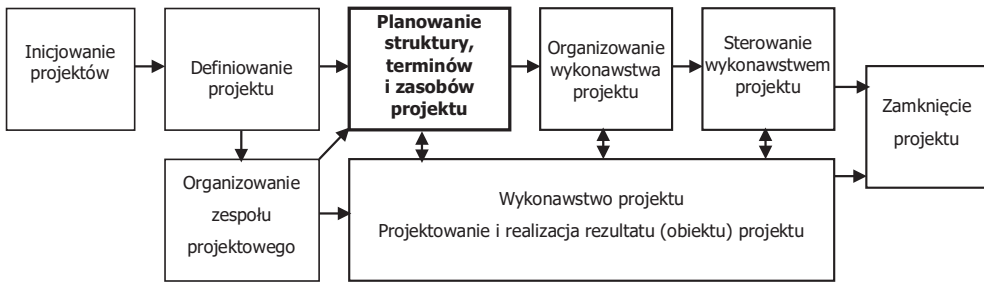 Inicjowanie
projektów
Definiowanie
projektu
Planowanie
struktury,
terminów
i zasobów
projektu
Organizowanie
wykonawstwa
projektu
Sterowanie
wykonawstwem
projektu
Zamknięcie
projektu
Organizowanie
zespołu
projektowego
Wykonawstwo projektu
Projektowanie i realizacja rezultatu (obiektu) projektu